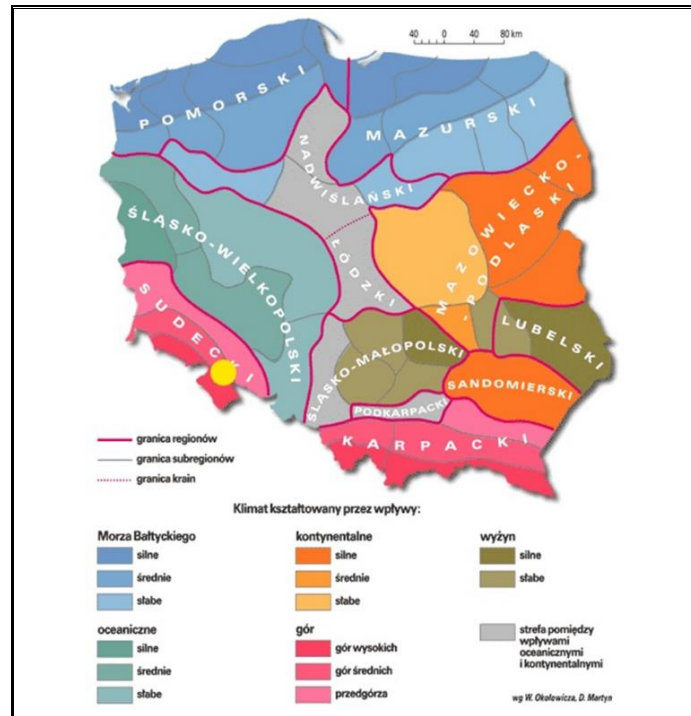 40 0 40 80 km
POMORSKI
MAZURSKI
NADWIŚLAŃSKI
MAZOWIECKO-
-PODLASKI
ŚLĄSKO-WIELKOPOLSKI
ŁÓDZKI
SUDECKI
LUBELSKI
ŚLĄSKO-MAŁOPOLSKI
SANDOMIERSKI
PODKARPACKI
KARPACKI
granica regionów
granica subregionów
granica krain
Klimat kształtowany przez wpływy:
Morza Bałtyckiego
silne
średnie
słabe
kontynentalne
silne
średnie
słabe
wyżyn
silne
słabe
oceaniczne
silne
średnie
słabe
gór
gór wysokich
gór średnich
przedgórza
strefa pomiędzy
wpływami
oceanicznymi
i kontynentalnymi
wg W. Okołowicza, D. Martyn